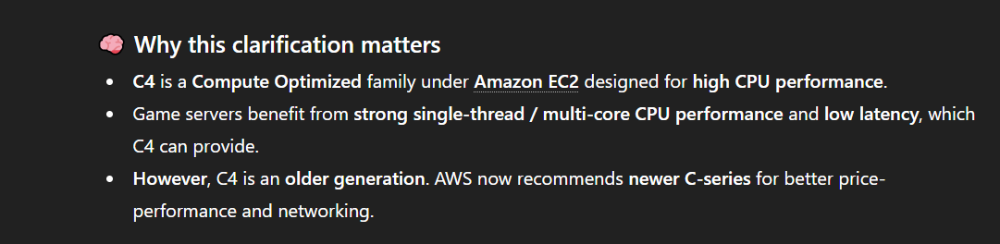 🧠 Why this clarification matters
• C4 is a Compute Optimized family under Amazon EC2 designed for high CPU performance.
• Game servers benefit from strong single-thread / multi-core CPU performance and low latency, which
C4 can provide.
• However, C4 is an older generation. AWS now recommends newer C-series for better price-
performance and networking.